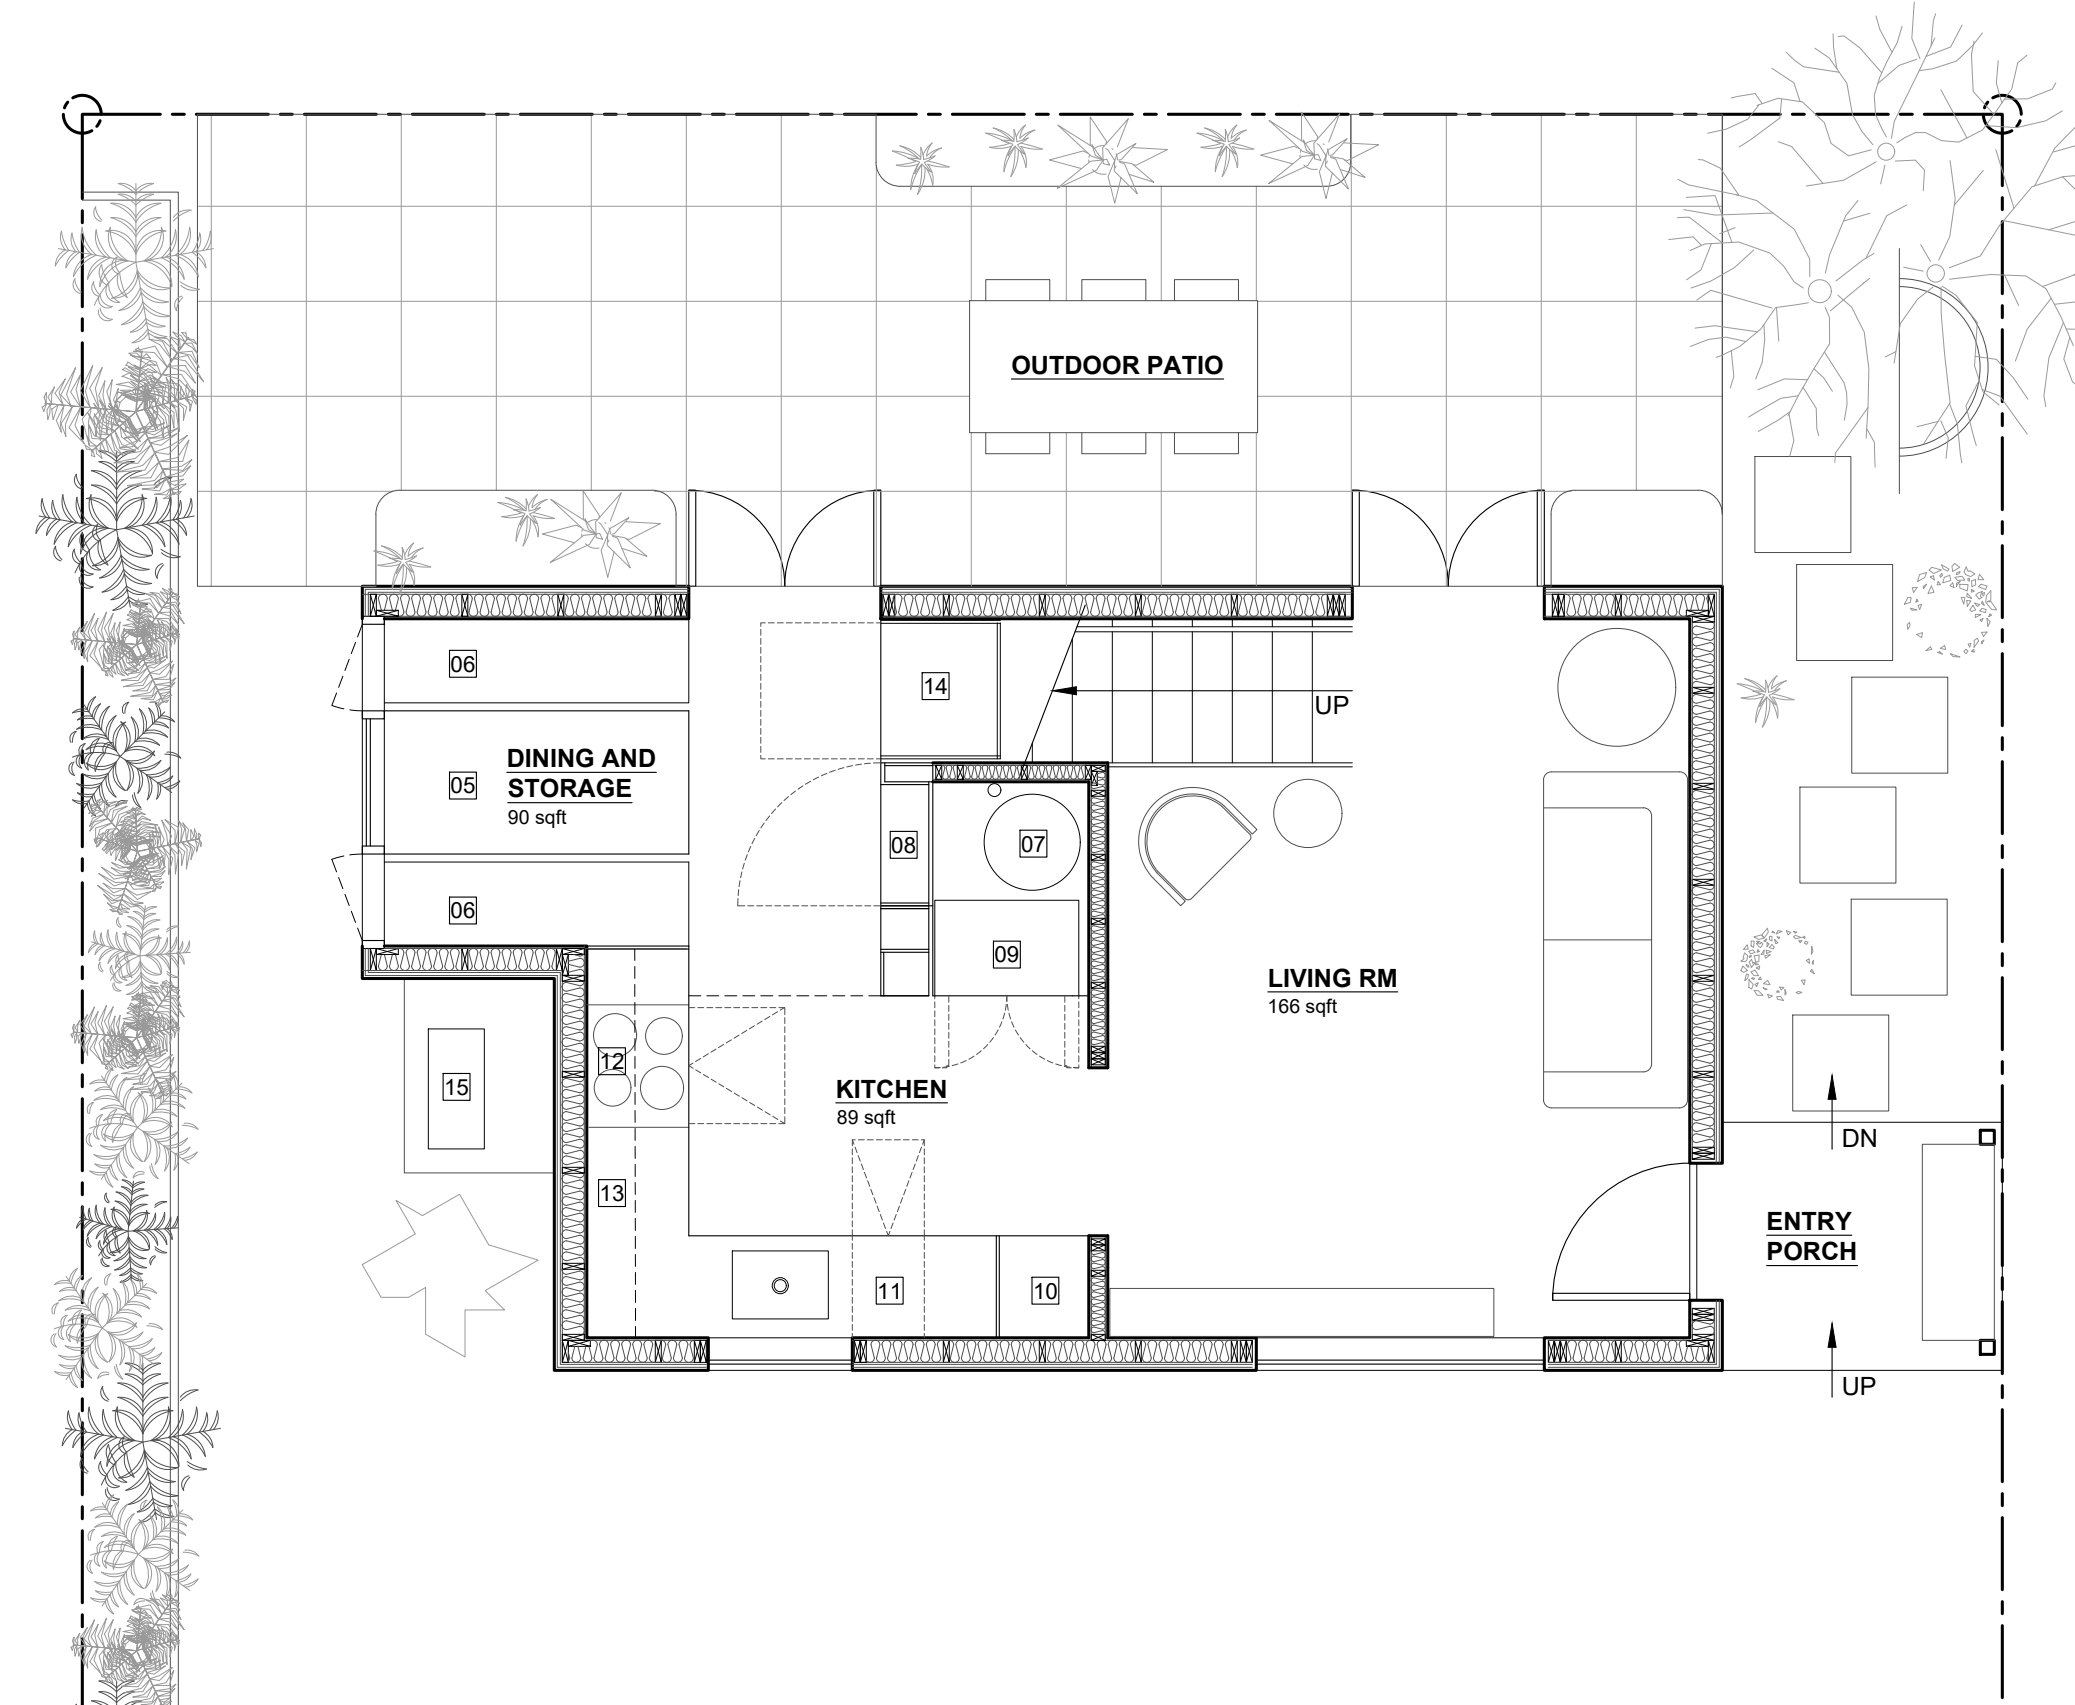 OUTDOOR PATIO
06
14
UP
DINING AND
STORAGE
90 sqft
05
08
07
06
09
LIVING RM
166 sqft
12
15
KITCHEN
89 sqft
DN
13
ENTRY
PORCH
11
10
UP